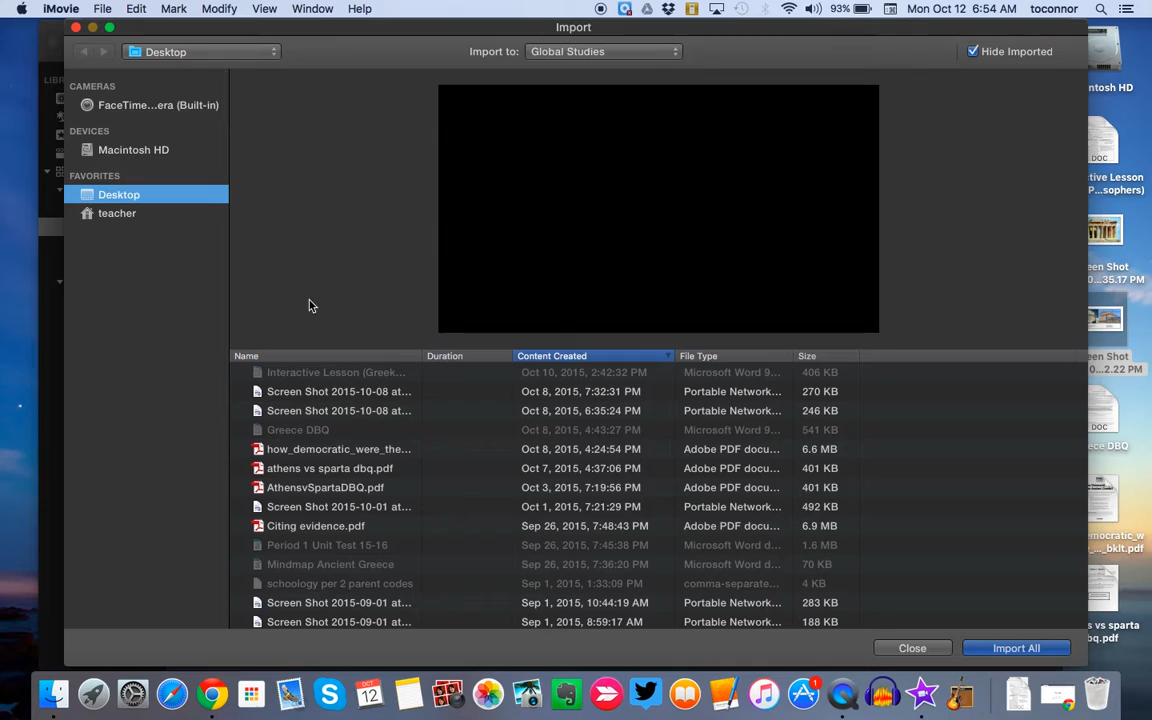 iMovie File Edit Mark Modify View Window Help 93% Mon Oct 12 6:54 AM toconnor
Import
Desktop Import to: Global Studies Hide Imported
CAMERAS
FaceTime...era (Built-in)
DEVICES
Macintosh HD
FAVORITES
Desktop
teacher
Name Duration Content Created File Type Size
Interactive Lesson (Greek... Oct 10, 2015, 2:42:32 PM Microsoft Word 9... 406 KB
Screen Shot 2015-10-08 at... Oct 8, 2015, 7:32:31 PM Portable Network... 270 KB
Screen Shot 2015-10-08 at... Oct 8, 2015, 6:35:24 PM Portable Network... 246 KB
Greece DBQ Oct 8, 2015, 4:43:27 PM Microsoft Word 9... 541 KB
how_democratic_were_the... Oct 8, 2015, 4:24:54 PM Adobe PDF docu... 6.6 MB
athens vs sparta dbq.pdf Oct 7, 2015, 4:37:06 PM Adobe PDF docu... 401 KB
AthensvSpartaDBQ.pdf Oct 3, 2015, 7:19:56 PM Adobe PDF docu... 401 KB
Screen Shot 2015-10-01 at... Oct 1, 2015, 7:21:29 PM Portable Network... 492 KB
Citing evidence.pdf Sep 26, 2015, 7:48:43 PM Adobe PDF docu... 6.9 MB
Period 1 Unit Test 15-16 Sep 26, 2015, 7:45:38 PM Microsoft Word d... 1.6 MB
Mindmap Ancient Greece Sep 26, 2015, 7:36:20 PM Microsoft Word d... 70 KB
schoology per 2 parent codes Sep 1, 2015, 1:33:09 PM comma-separate... 4 KB
Screen Shot 2015-09-01 at... Sep 1, 2015, 10:44:19 AM Portable Network... 283 KB
Screen Shot 2015-09-01 at... Sep 1, 2015, 8:59:17 AM Portable Network... 188 KB
Close Import All
LIB
ntosh HD
DOC
ctive Lesson
P...sophers)
een Shot
0...35.17 PM
een Shot
0...2.22 PM
DOC
ce DBQ
emocratic_w
_bklt.pdf
s vs sparta
bq.pdf
OCT
12
1